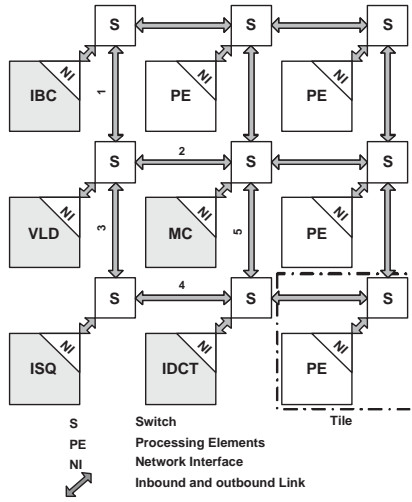 S S S
NI NI NI
IBC 1 PE PE
S 2 S S
NI NI NI
VLD 3 MC 5 PE
S 4 S S
NI NI NI
ISQ IDCT PE
S Switch Tile
PE Processing Elements
NI Network Interface
Inbound and outbound Link